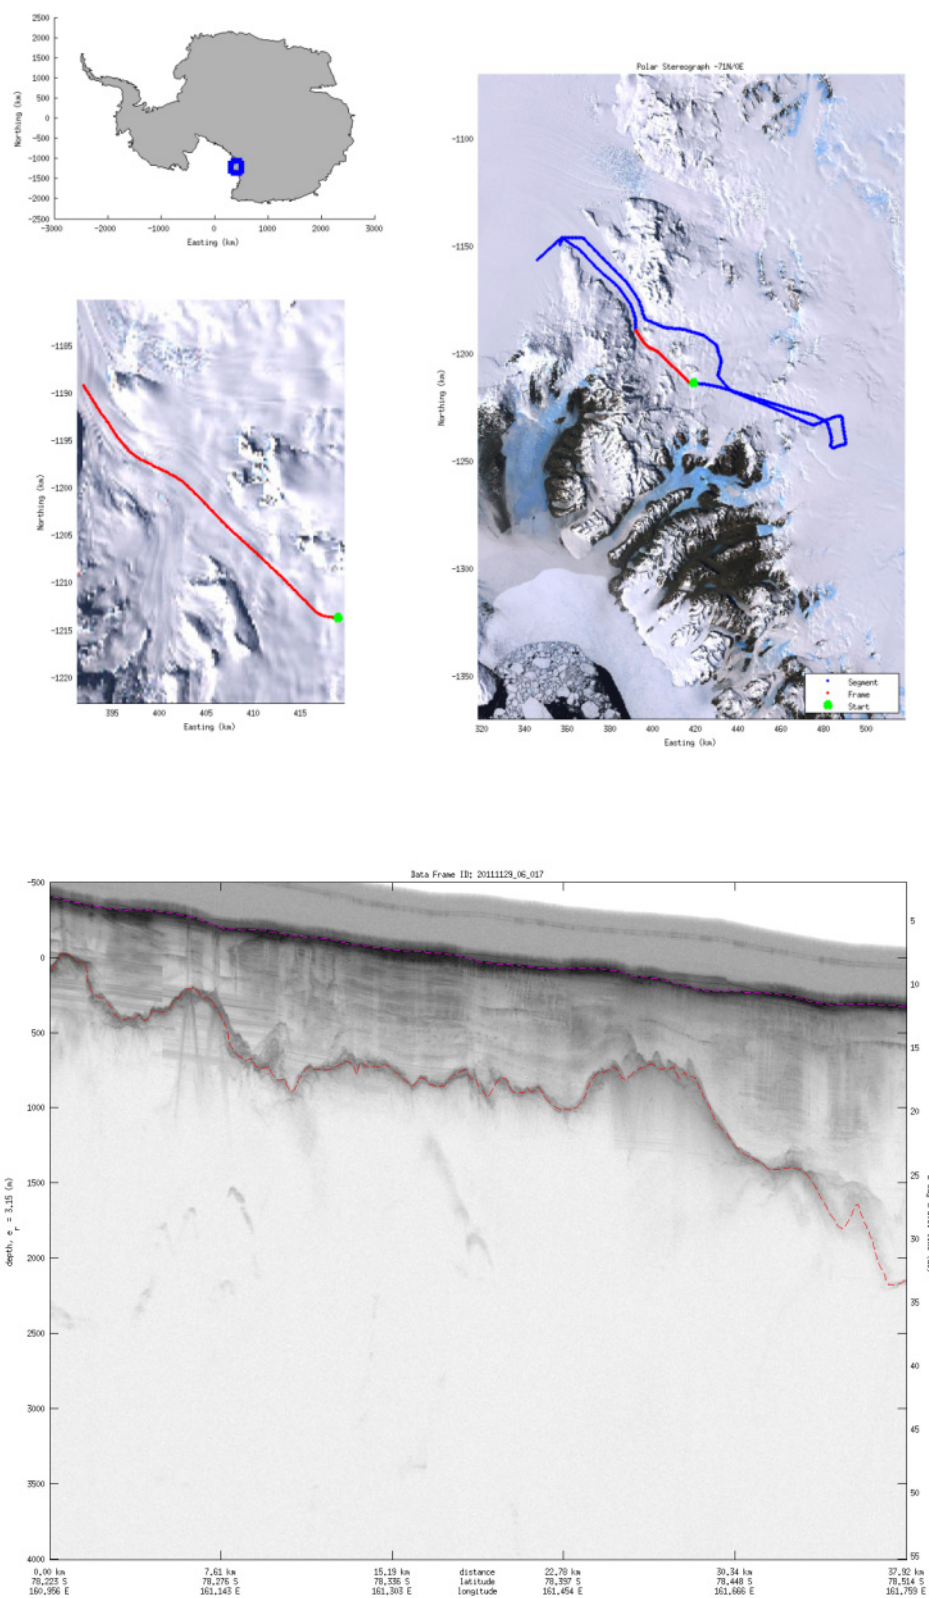 2500
2000
1500
1000
500
0
-500
-1000
-1500
-2000
-2500
Northing (km)
-3000 -2000 -1000 0 1000 2000 3000
Easting (km)
Polar Stereograph -71N/0E
-1100
-1150
-1200
-1250
-1300
-1350
Northing (km)
320 340 360 380 400 420 440 460 480 500
Easting (km)
Segment
Frame
Start
-1185
-1190
-1195
-1200
-1205
-1210
-1215
-1220
Northing (km)
395 400 405 410 415
Easting (km)
Data Frame ID: 20111129_06_017
-500
0
500
1000
1500
2000
2500
3000
3500
4000
depth, e_r = 3.15 (m)
5
10
15
20
25
30
35
40
45
50
55
0.00 km 7.61 km 15.19 km distance 22.78 km 30.34 km 37.92 km
78.223 S 78.276 S 78.336 S latitude 78.397 S 78.448 S 78.514 S
160.956 E 161.143 E 161.303 E longitude 161.454 E 161.666 E 161.759 E